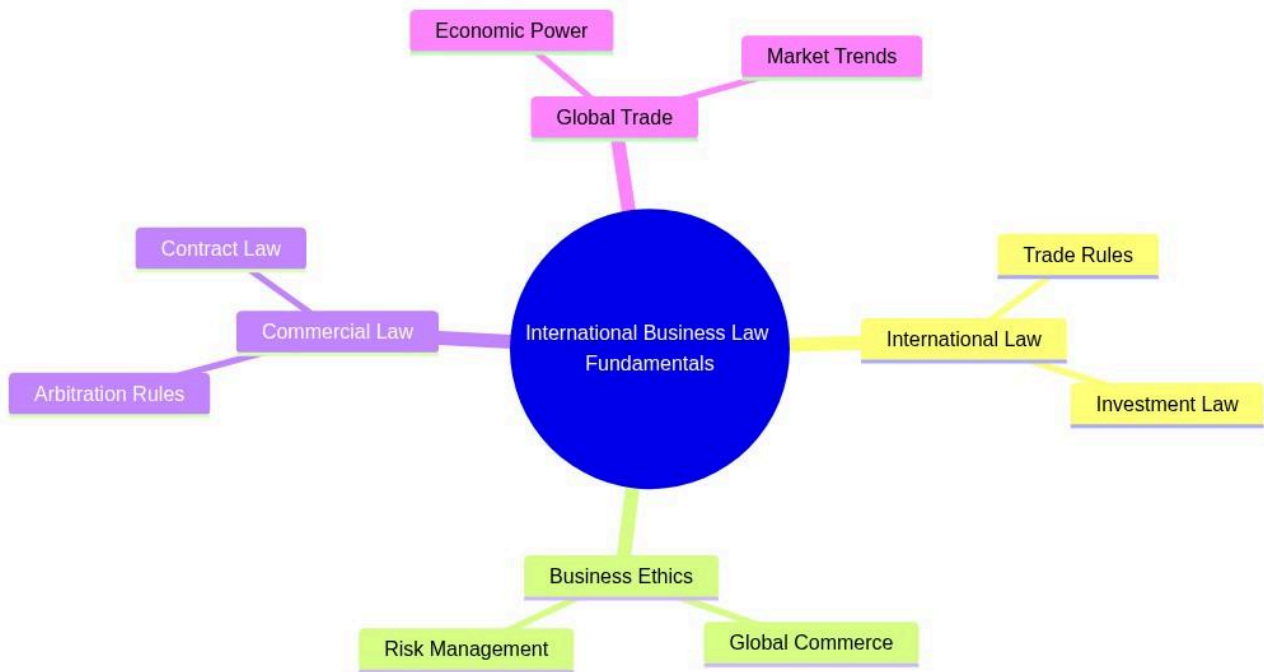 Economic Power
Market Trends
Global Trade
Contract Law
Trade Rules
Commercial Law
International Business Law
Fundamentals
International Law
Arbitration Rules
Investment Law
Business Ethics
Risk Management
Global Commerce